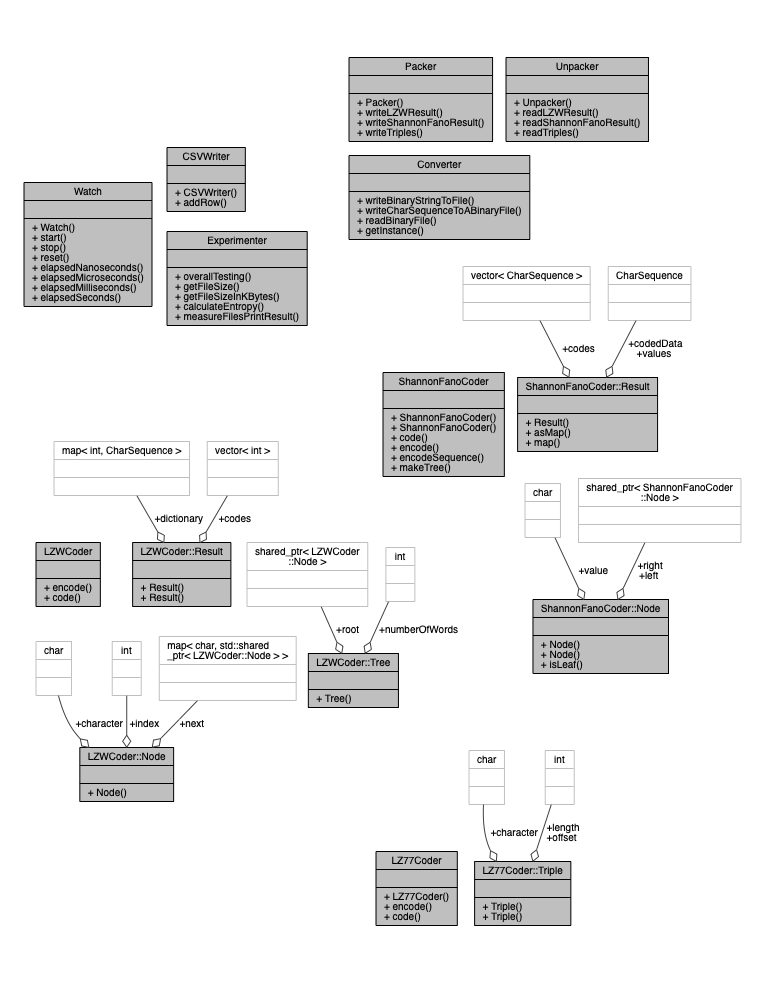 Packer
+ Packer()
+ writeLZWResult()
+ writeShannonFanoResult()
+ writeTriples()
Unpacker
+ Unpacker()
+ readLZWResult()
+ readShannonFanoResult()
+ readTriples()
CSVWriter
+ CSVWriter()
+ addRow()
Converter
+ writeBinaryStringToFile()
+ writeCharSequenceToABinaryFile()
+ readBinaryFile()
+ getInstance()
Watch
+ Watch()
+ start()
+ stop()
+ reset()
+ elapsedNanoseconds()
+ elapsedMicroseconds()
+ elapsedMilliseconds()
+ elapsedSeconds()
Experimenter
+ overallTesting()
+ getFileSize()
+ getFileSizeInKBytes()
+ calculateEntropy()
+ measureFilesPrintResult()
vector< CharSequence >
CharSequence
+codes
+codedData
+values
ShannonFanoCoder
+ ShannonFanoCoder()
+ ShannonFanoCoder()
+ code()
+ encode()
+ encodeSequence()
+ makeTree()
ShannonFanoCoder::Result
+ Result()
+ asMap()
+ map()
map< int, CharSequence >
vector< int >
+dictionary
+codes
char
shared_ptr< ShannonFanoCoder
::Node >
+value
+right
+left
LZWCoder
+ encode()
+ code()
LZWCoder::Result
+ Result()
+ Result()
shared_ptr< LZWCoder
::Node >
int
+root
+numberOfWords
ShannonFanoCoder::Node
+ Node()
+ Node()
+ isLeaf()
char
int
map< char, std::shared
_ptr< LZWCoder::Node > >
+character
+index
+next
LZWCoder::Tree
+ Tree()
LZWCoder::Node
+ Node()
char
int
+character
+length
+offset
LZ77Coder
+ LZ77Coder()
+ encode()
+ code()
LZ77Coder::Triple
+ Triple()
+ Triple()